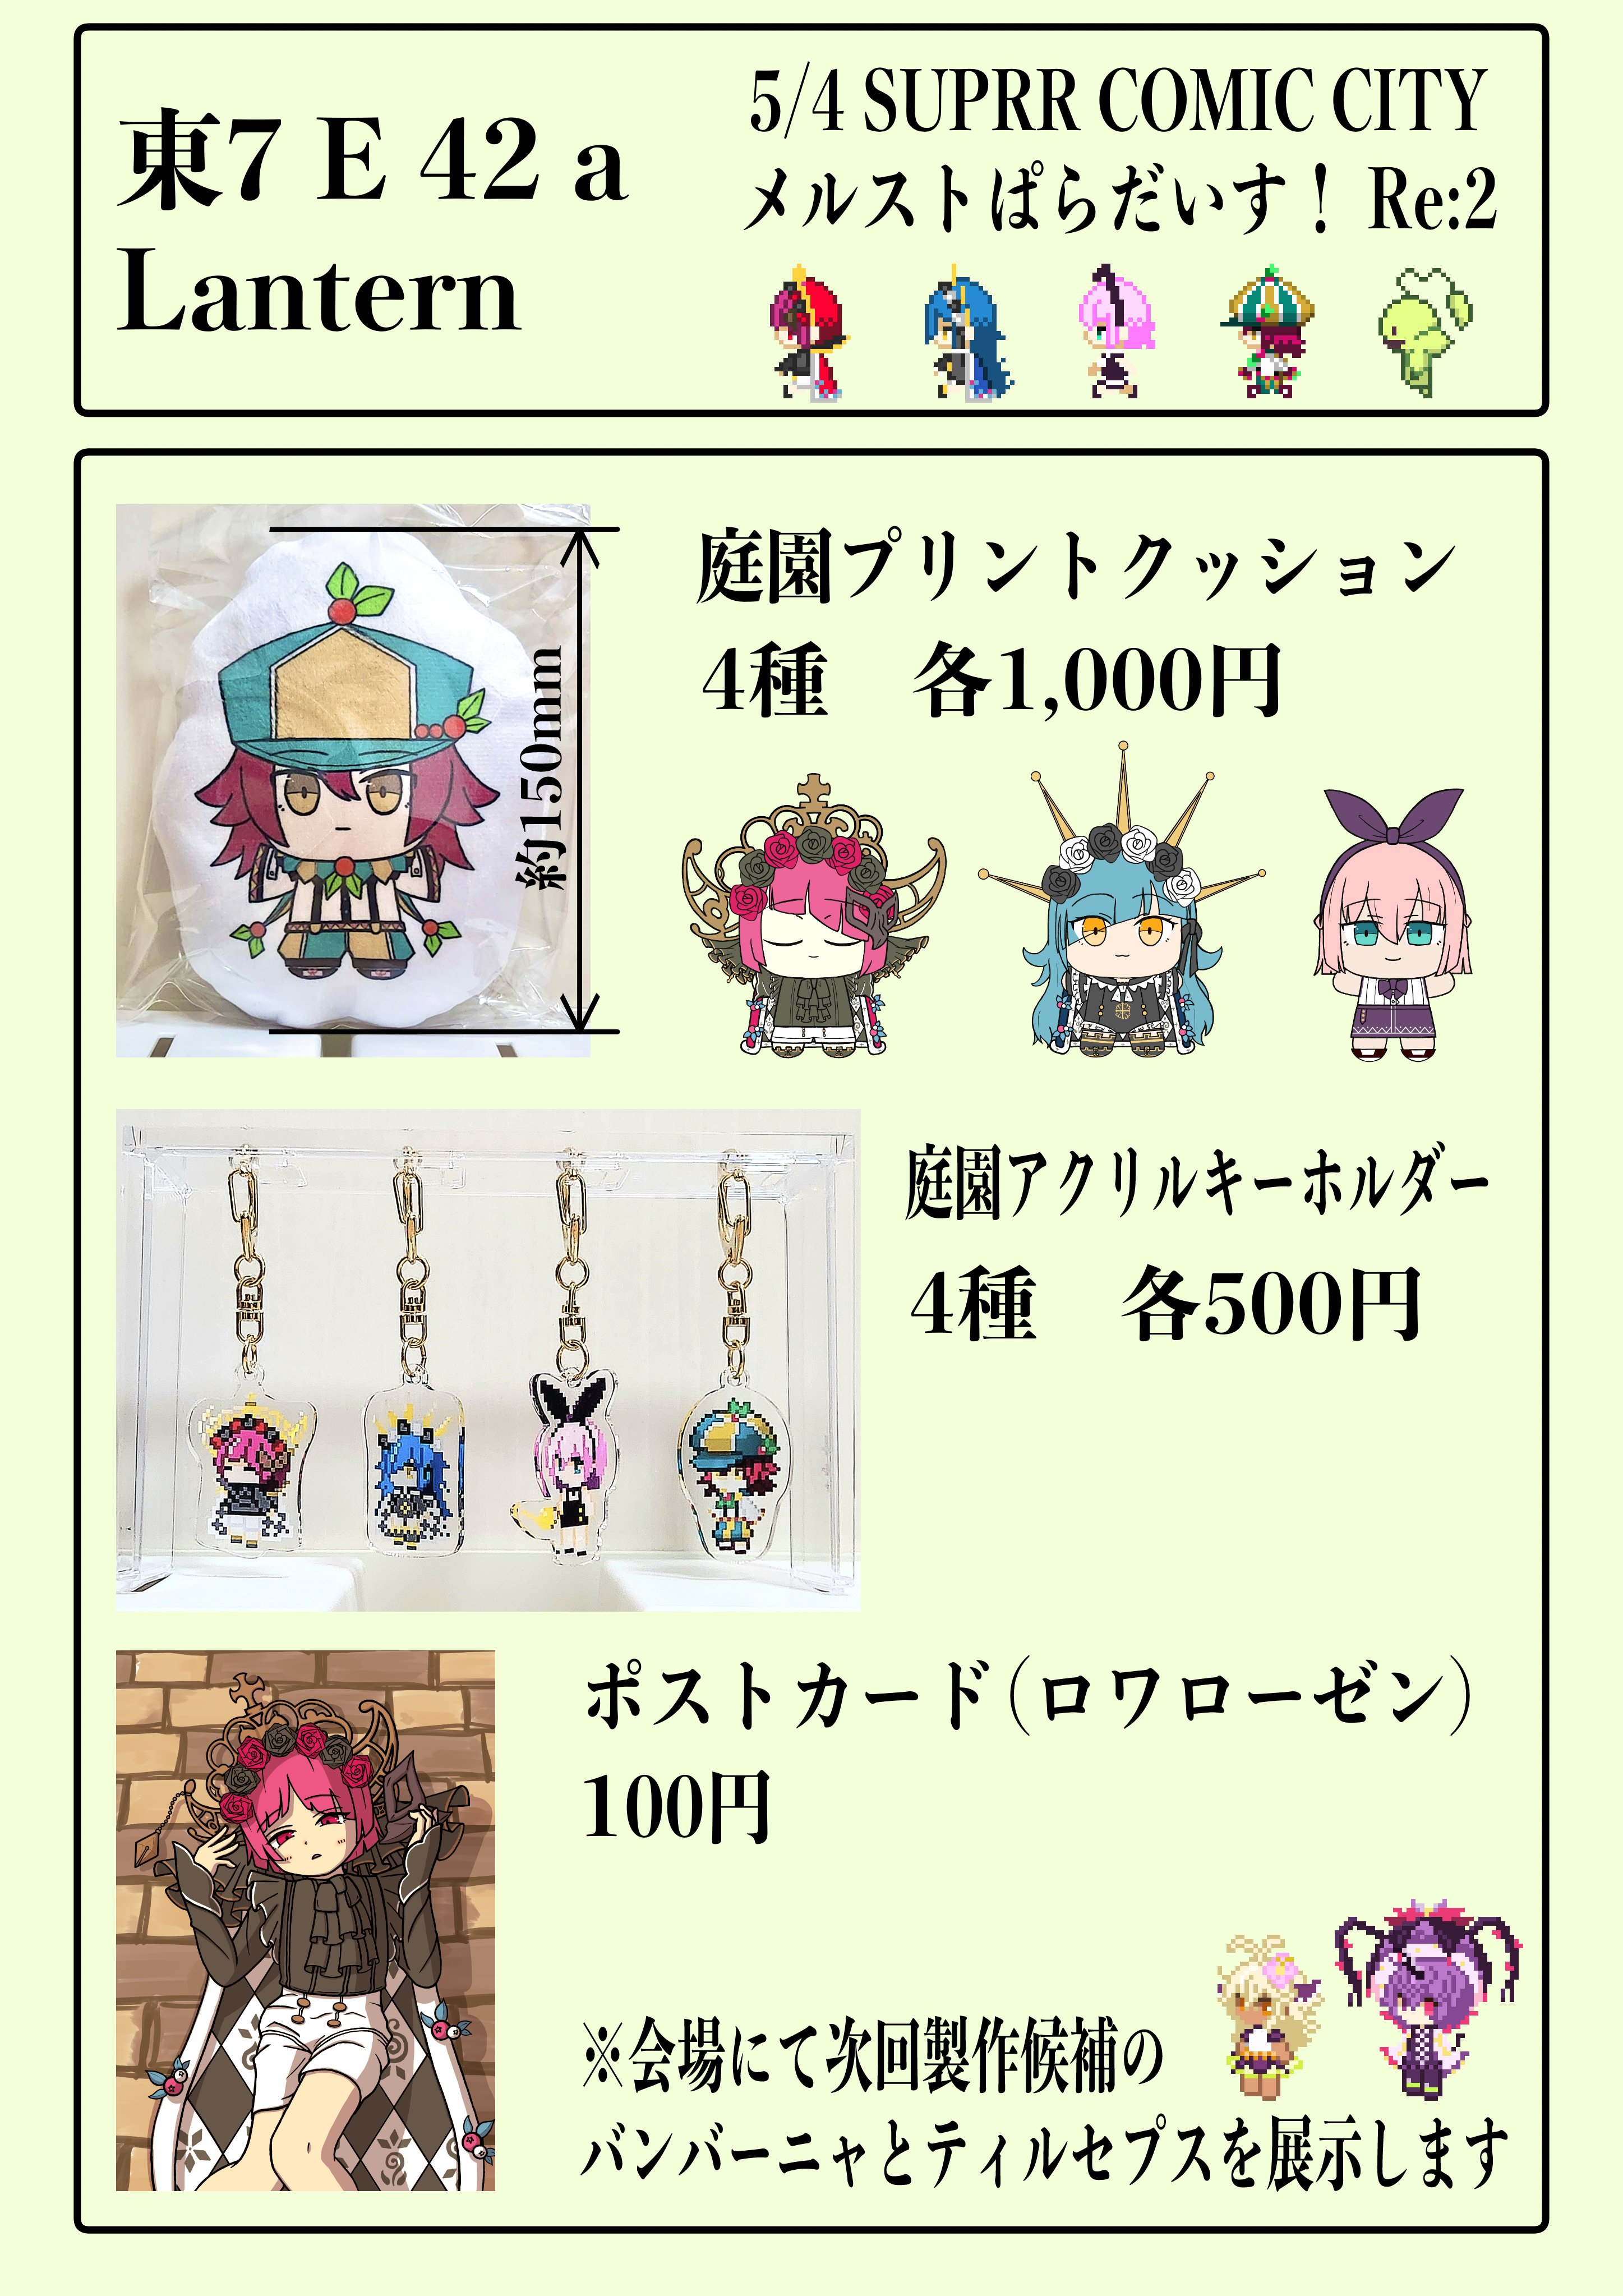 東7 E 42 a
Lantern
5/4 SUPRR COMIC CITY
メルストぱらだいす！ Re:2
約150mm
庭園プリントクッション
4種　各1,000円
庭園アクリルキーホルダー
4種　各500円
ポストカード（ロワローゼン）
100円
※会場にて次回製作候補の
バンバーニャとティルセプスを展示します